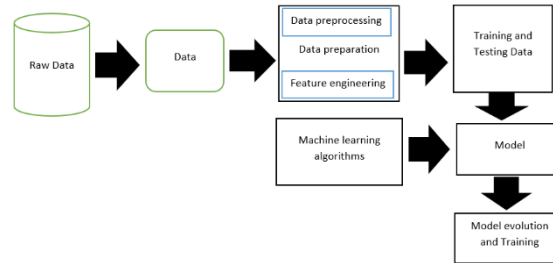 Raw Data
Data
Data preprocessing
Data preparation
Feature engineering
Training and
Testing Data
Machine learning
algorithms
Model
Model evolution
and Training